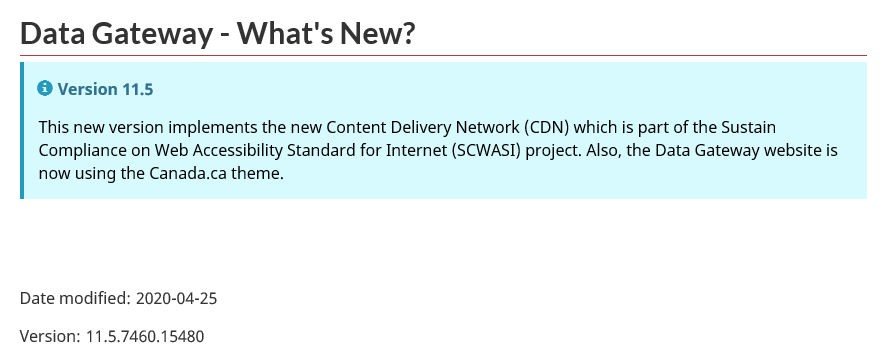 Data Gateway - What's New?
Version 11.5
This new version implements the new Content Delivery Network (CDN) which is part of the Sustain
Compliance on Web Accessibility Standard for Internet (SCWASI) project. Also, the Data Gateway website is
now using the Canada.ca theme.
Date modified: 2020-04-25
Version: 11.5.7460.15480